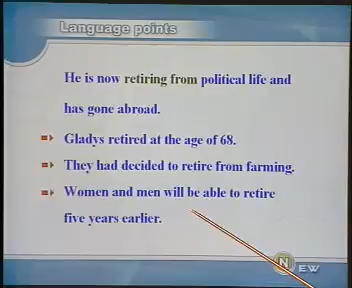 Language points
He is now retiring from political life and
has gone abroad.
Gladys retired at the age of 68.
They had decided to retire from farming.
Women and men will be able to retire
five years earlier.
NEW